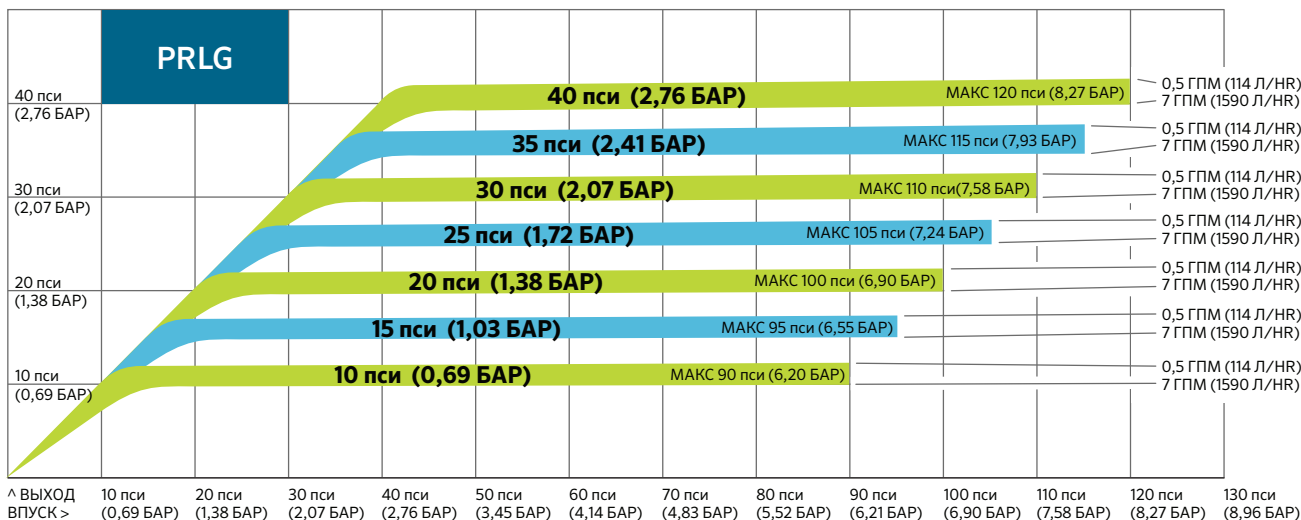 PRLG
40 пси
(2,76 БАР)
30 пси
(2,07 БАР)
20 пси
(1,38 БАР)
10 пси
(0,69 БАР)
40 пси (2,76 БАР)
МАКС 120 пси (8,27 БАР)
0,5 ГПМ (114 Л/HR)
7 ГПМ (1590 Л/HR)
35 пси (2,41 БАР)
МАКС 115 пси (7,93 БАР)
0,5 ГПМ (114 Л/HR)
7 ГПМ (1590 Л/HR)
30 пси (2,07 БАР)
МАКС 110 пси(7,58 БАР)
0,5 ГПМ (114 Л/HR)
7 ГПМ (1590 Л/HR)
25 пси (1,72 БАР)
МАКС 105 пси (7,24 БАР)
0,5 ГПМ (114 Л/HR)
7 ГПМ (1590 Л/HR)
20 пси (1,38 БАР)
МАКС 100 пси (6,90 БАР)
0,5 ГПМ (114 Л/HR)
7 ГПМ (1590 Л/HR)
15 пси (1,03 БАР)
МАКС 95 пси (6,55 БАР)
0,5 ГПМ (114 Л/HR)
7 ГПМ (1590 Л/HR)
10 пси (0,69 БАР)
МАКС 90 пси (6,20 БАР)
0,5 ГПМ (114 Л/HR)
7 ГПМ (1590 Л/HR)
^ ВЫХОД
ВПУСК >
10 пси
(0,69 БАР)
20 пси
(1,38 БАР)
30 пси
(2,07 БАР)
40 пси
(2,76 БАР)
50 пси
(3,45 БАР)
60 пси
(4,14 БАР)
70 пси
(4,83 БАР)
80 пси
(5,52 БАР)
90 пси
(6,21 БАР)
100 пси
(6,90 БАР)
110 пси
(7,58 БАР)
120 пси
(8,27 БАР)
130 пси
(8,96 БАР)